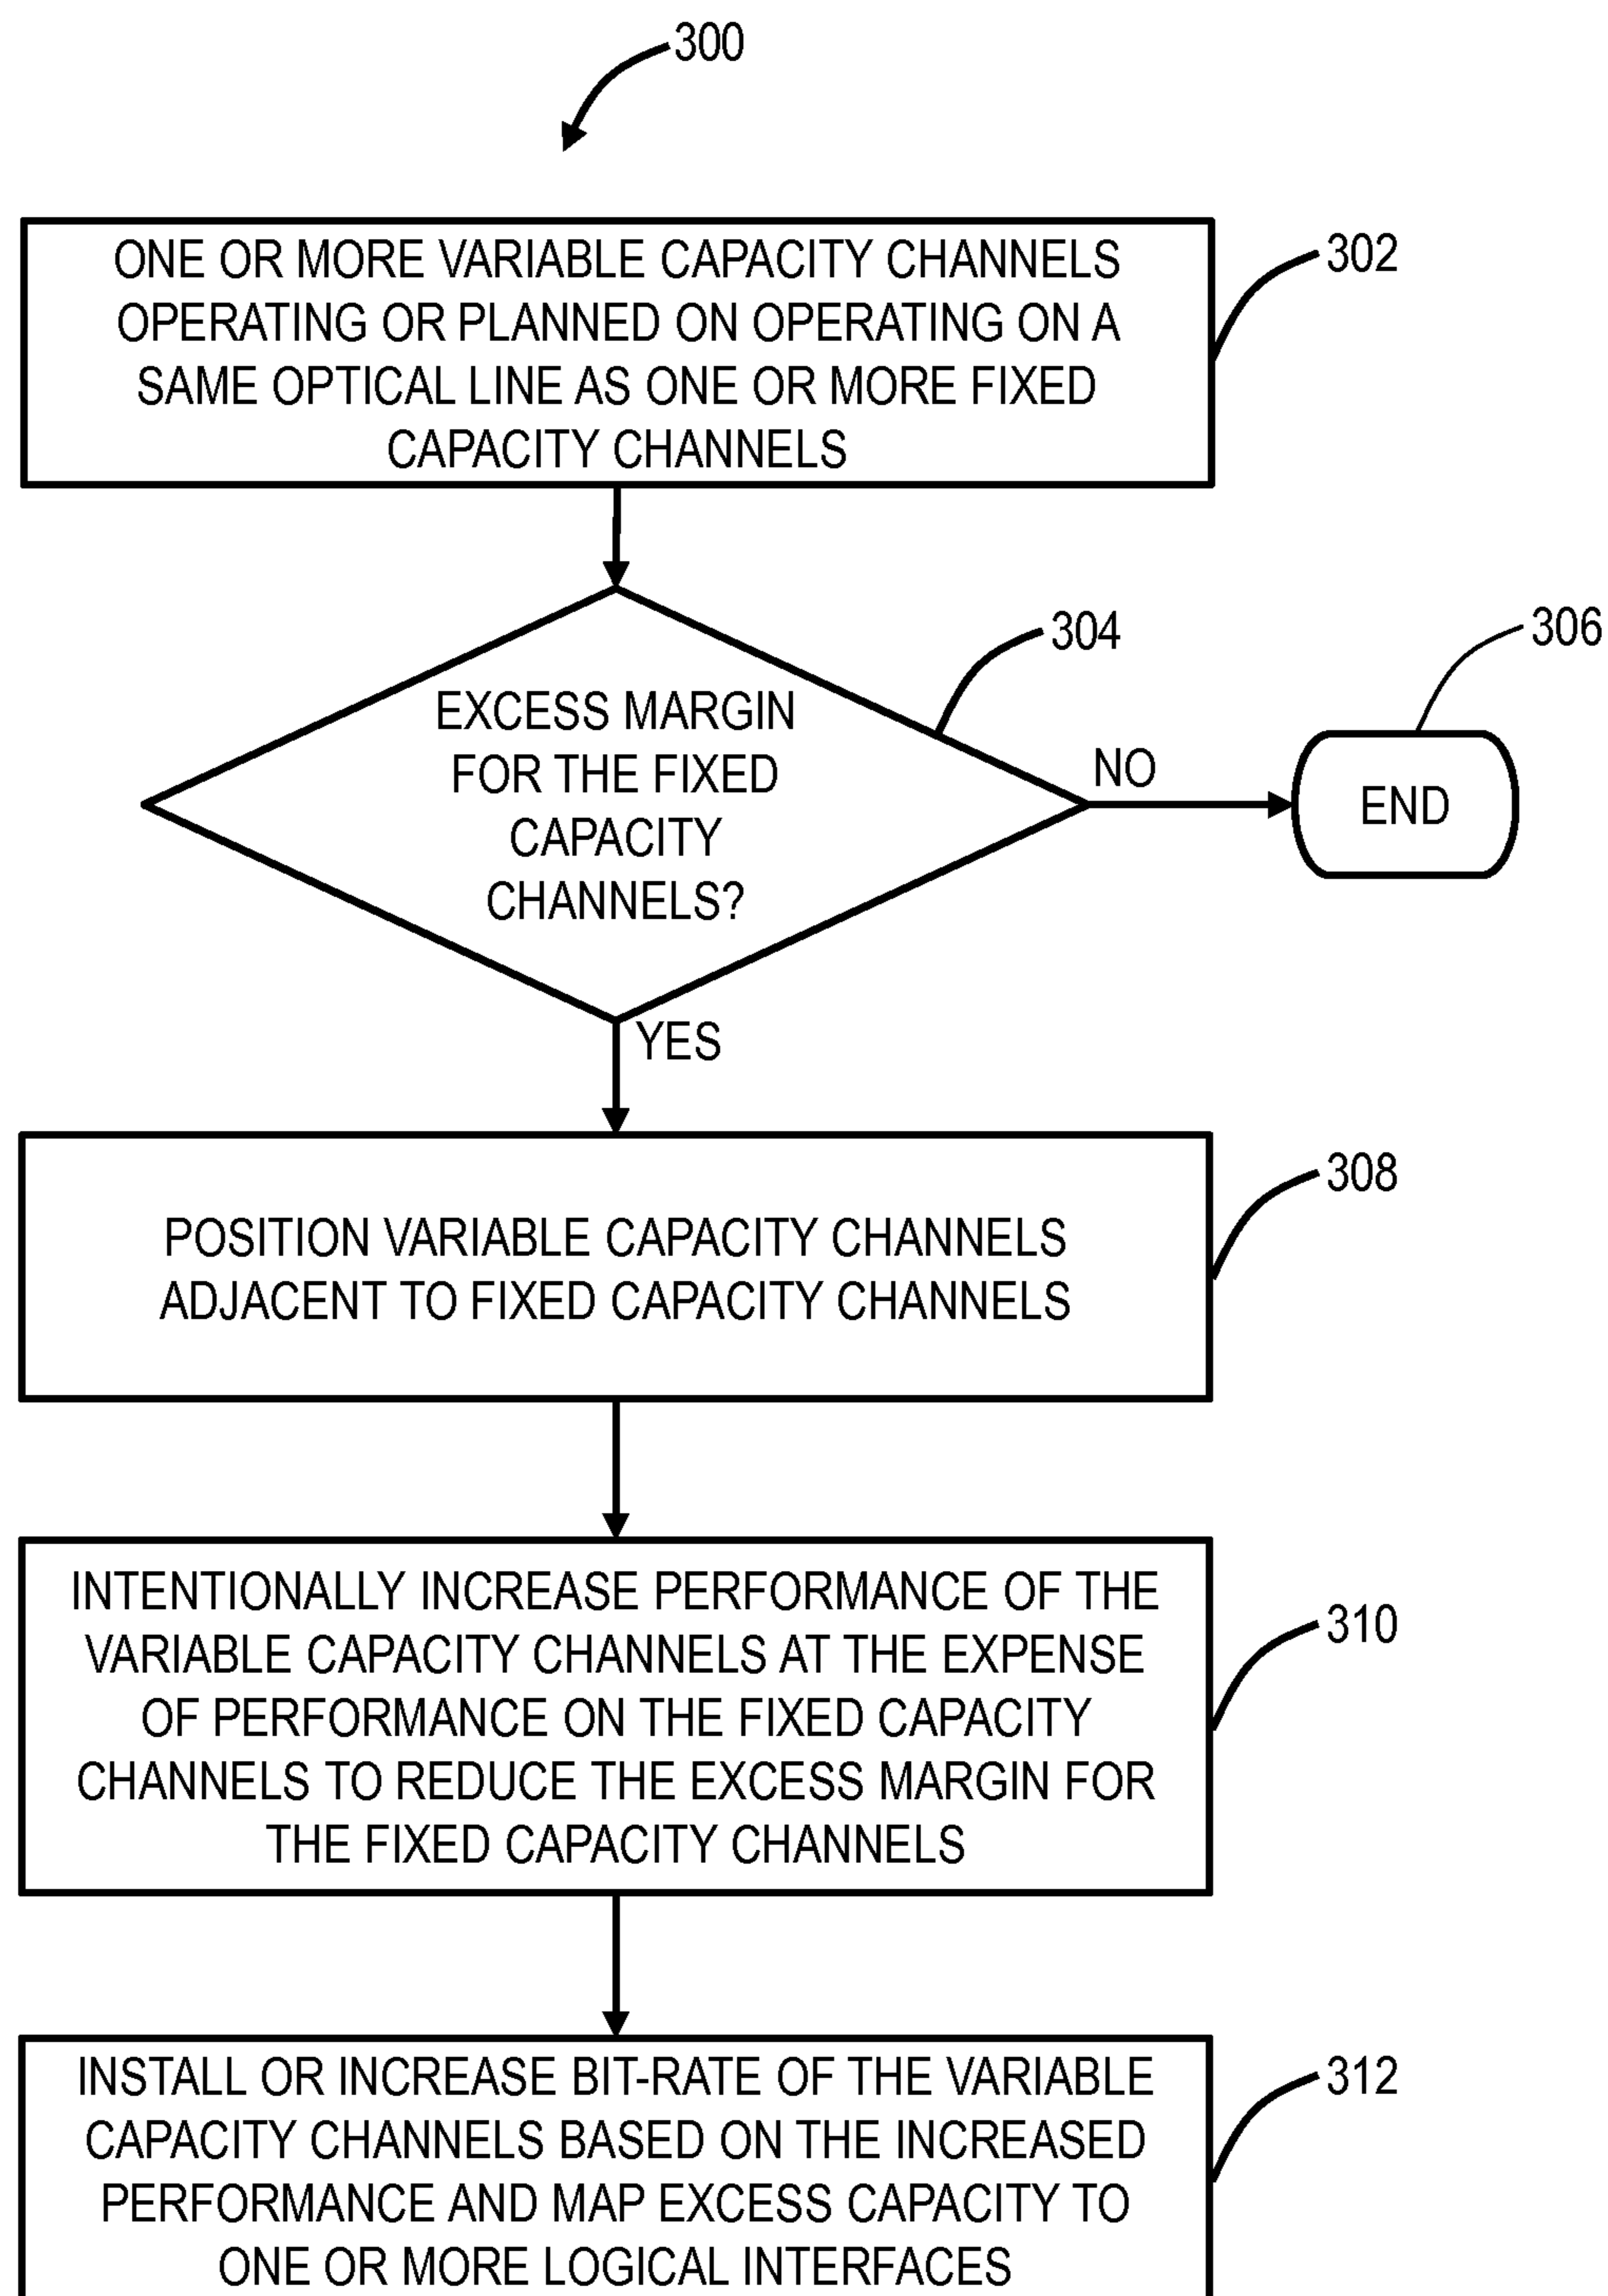 300
ONE OR MORE VARIABLE CAPACITY CHANNELS
OPERATING OR PLANNED ON OPERATING ON A
SAME OPTICAL LINE AS ONE OR MORE FIXED
CAPACITY CHANNELS
302
304
306
EXCESS MARGIN
FOR THE FIXED
CAPACITY
CHANNELS?
NO
END
YES
308
POSITION VARIABLE CAPACITY CHANNELS
ADJACENT TO FIXED CAPACITY CHANNELS
INTENTIONALLY INCREASE PERFORMANCE OF THE
VARIABLE CAPACITY CHANNELS AT THE EXPENSE
OF PERFORMANCE ON THE FIXED CAPACITY
CHANNELS TO REDUCE THE EXCESS MARGIN FOR
THE FIXED CAPACITY CHANNELS
310
INSTALL OR INCREASE BIT-RATE OF THE VARIABLE
CAPACITY CHANNELS BASED ON THE INCREASED
PERFORMANCE AND MAP EXCESS CAPACITY TO
ONE OR MORE LOGICAL INTERFACES
312